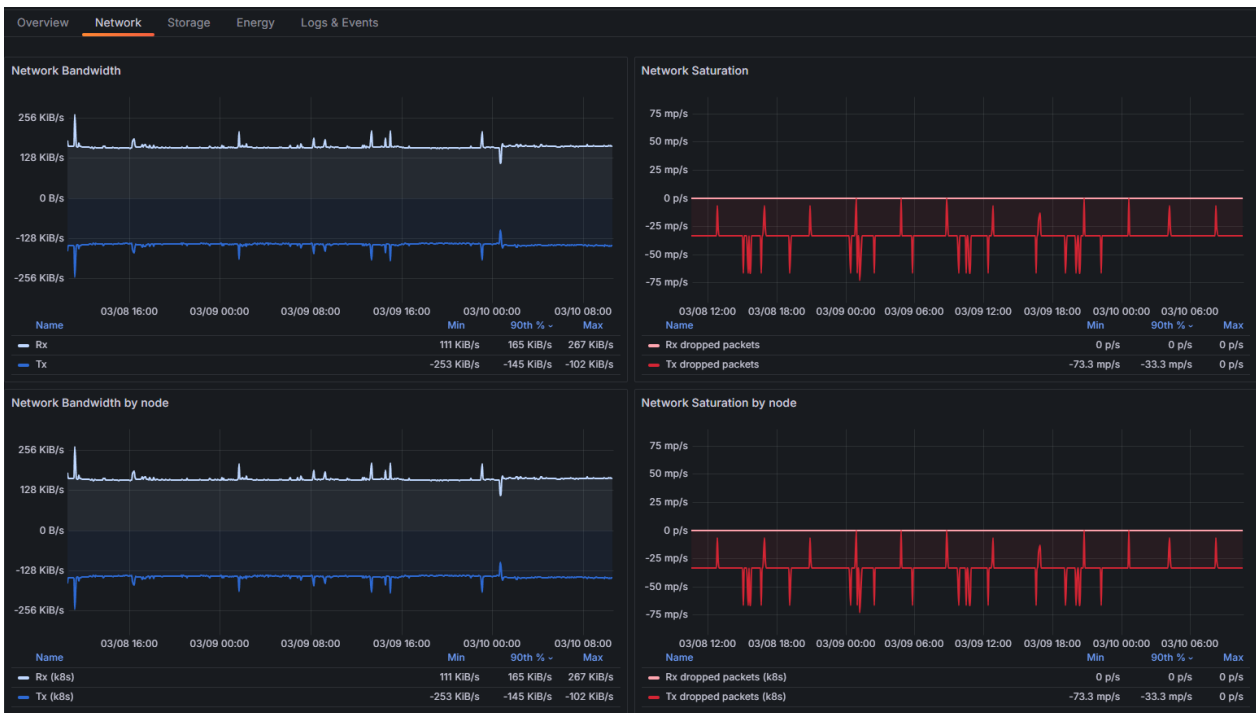 Overview Network Storage Energy Logs & Events
Network Bandwidth
256 KiB/s
128 KiB/s
0 B/s
-128 KiB/s
-256 KiB/s
03/08 16:00 03/09 00:00 03/09 08:00 03/09 16:00 03/10 00:00 03/10 08:00
Name Min 90th % Max
Rx 111 KiB/s 165 KiB/s 267 KiB/s
Tx -253 KiB/s -145 KiB/s -102 KiB/s
Network Saturation
75 mp/s
50 mp/s
25 mp/s
0 p/s
-25 mp/s
-50 mp/s
-75 mp/s
03/08 12:00 03/08 18:00 03/09 00:00 03/09 06:00 03/09 12:00 03/09 18:00 03/10 00:00 03/10 06:00
Name Min 90th % Max
Rx dropped packets 0 p/s 0 p/s 0 p/s
Tx dropped packets -73.3 mp/s -33.3 mp/s 0 p/s
Network Bandwidth by node
256 KiB/s
128 KiB/s
0 B/s
-128 KiB/s
-256 KiB/s
03/08 16:00 03/09 00:00 03/09 08:00 03/09 16:00 03/10 00:00 03/10 08:00
Name Min 90th % Max
Rx (k8s) 111 KiB/s 165 KiB/s 267 KiB/s
Tx (k8s) -253 KiB/s -145 KiB/s -102 KiB/s
Network Saturation by node
75 mp/s
50 mp/s
25 mp/s
0 p/s
-25 mp/s
-50 mp/s
-75 mp/s
03/08 12:00 03/08 18:00 03/09 00:00 03/09 06:00 03/09 12:00 03/09 18:00 03/10 00:00 03/10 06:00
Name Min 90th % Max
Rx dropped packets (k8s) 0 p/s 0 p/s 0 p/s
Tx dropped packets (k8s) -73.3 mp/s -33.3 mp/s 0 p/s